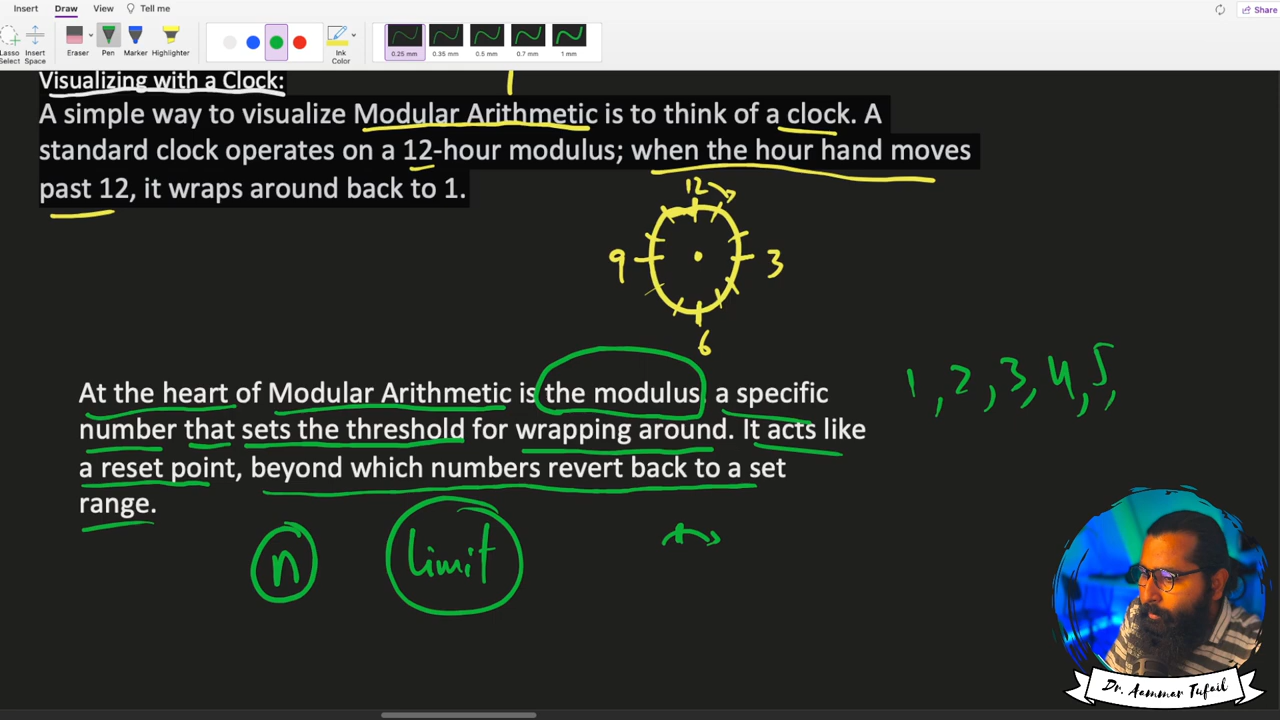 Insert Draw View Tell me Share
Lasso Select
Insert Space
Eraser
Pen
Marker
Highlighter
Ink Color
0.25 mm
0.35 mm
0.5 mm
0.7 mm
1 mm
Visualizing with a Clock:
A simple way to visualize Modular Arithmetic is to think of a clock. A
standard clock operates on a 12-hour modulus; when the hour hand moves
past 12, it wraps around back to 1.
12
9
3
6
At the heart of Modular Arithmetic is the modulus, a specific
number that sets the threshold for wrapping around. It acts like
a reset point, beyond which numbers revert back to a set
range.
1, 2, 3, 4, 5,
n
limit
Dr. Aammar Tufail